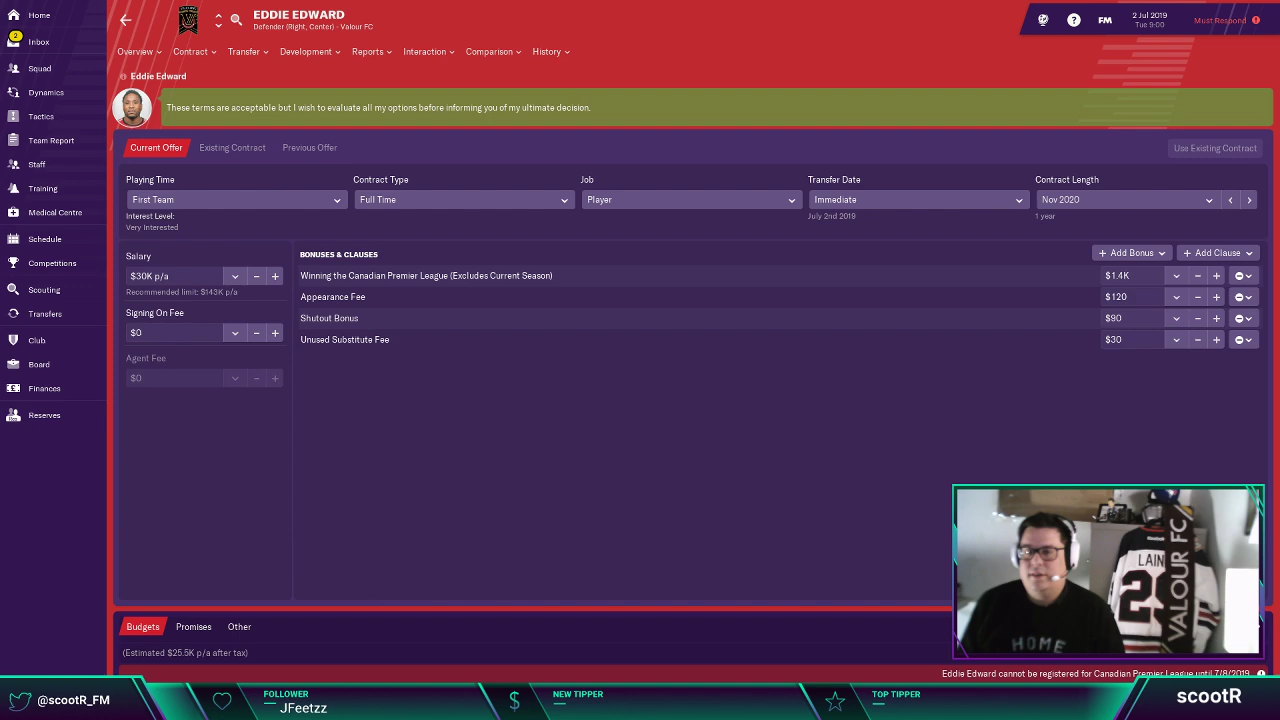 Home
EDDIE EDWARD
Defender (Right, Center) - Valour FC
FM
2 Jul 2019
Tue 9:00
Must Respond
2
Inbox
Overview
Contract
Transfer
Development
Reports
Interaction
Comparison
History
Squad
Eddie Edward
Dynamics
These terms are acceptable but I wish to evaluate all my options before informing you of my ultimate decision.
Tactics
Team Report
Current Offer
Existing Contract
Previous Offer
Use Existing Contract
Staff
Playing Time
Contract Type
Job
Transfer Date
Contract Length
Training
First Team
Full Time
Player
Immediate
Nov 2020
Medical Centre
Interest Level:
Very Interested
July 2nd 2019
1 year
Schedule
Salary
BONUSES & CLAUSES
Add Bonus
Add Clause
Competitions
$30K p/a
Winning the Canadian Premier League (Excludes Current Season)
$1.4K
Scouting
Recommended limit: $143K p/a
Appearance Fee
$120
Transfers
Signing On Fee
Shutout Bonus
$90
Club
$0
Unused Substitute Fee
$30
Board
Agent Fee
$0
Finances
Reserves
LAIN
2
VALOUR FC
HOME
Budgets
Promises
Other
(Estimated $25.5K p/a after tax)
Eddie Edward cannot be registered for Canadian Premier League until 7/8/2019
@scootR_FM
FOLLOWER
JFeetzz
NEW TIPPER
TOP TIPPER
scootR